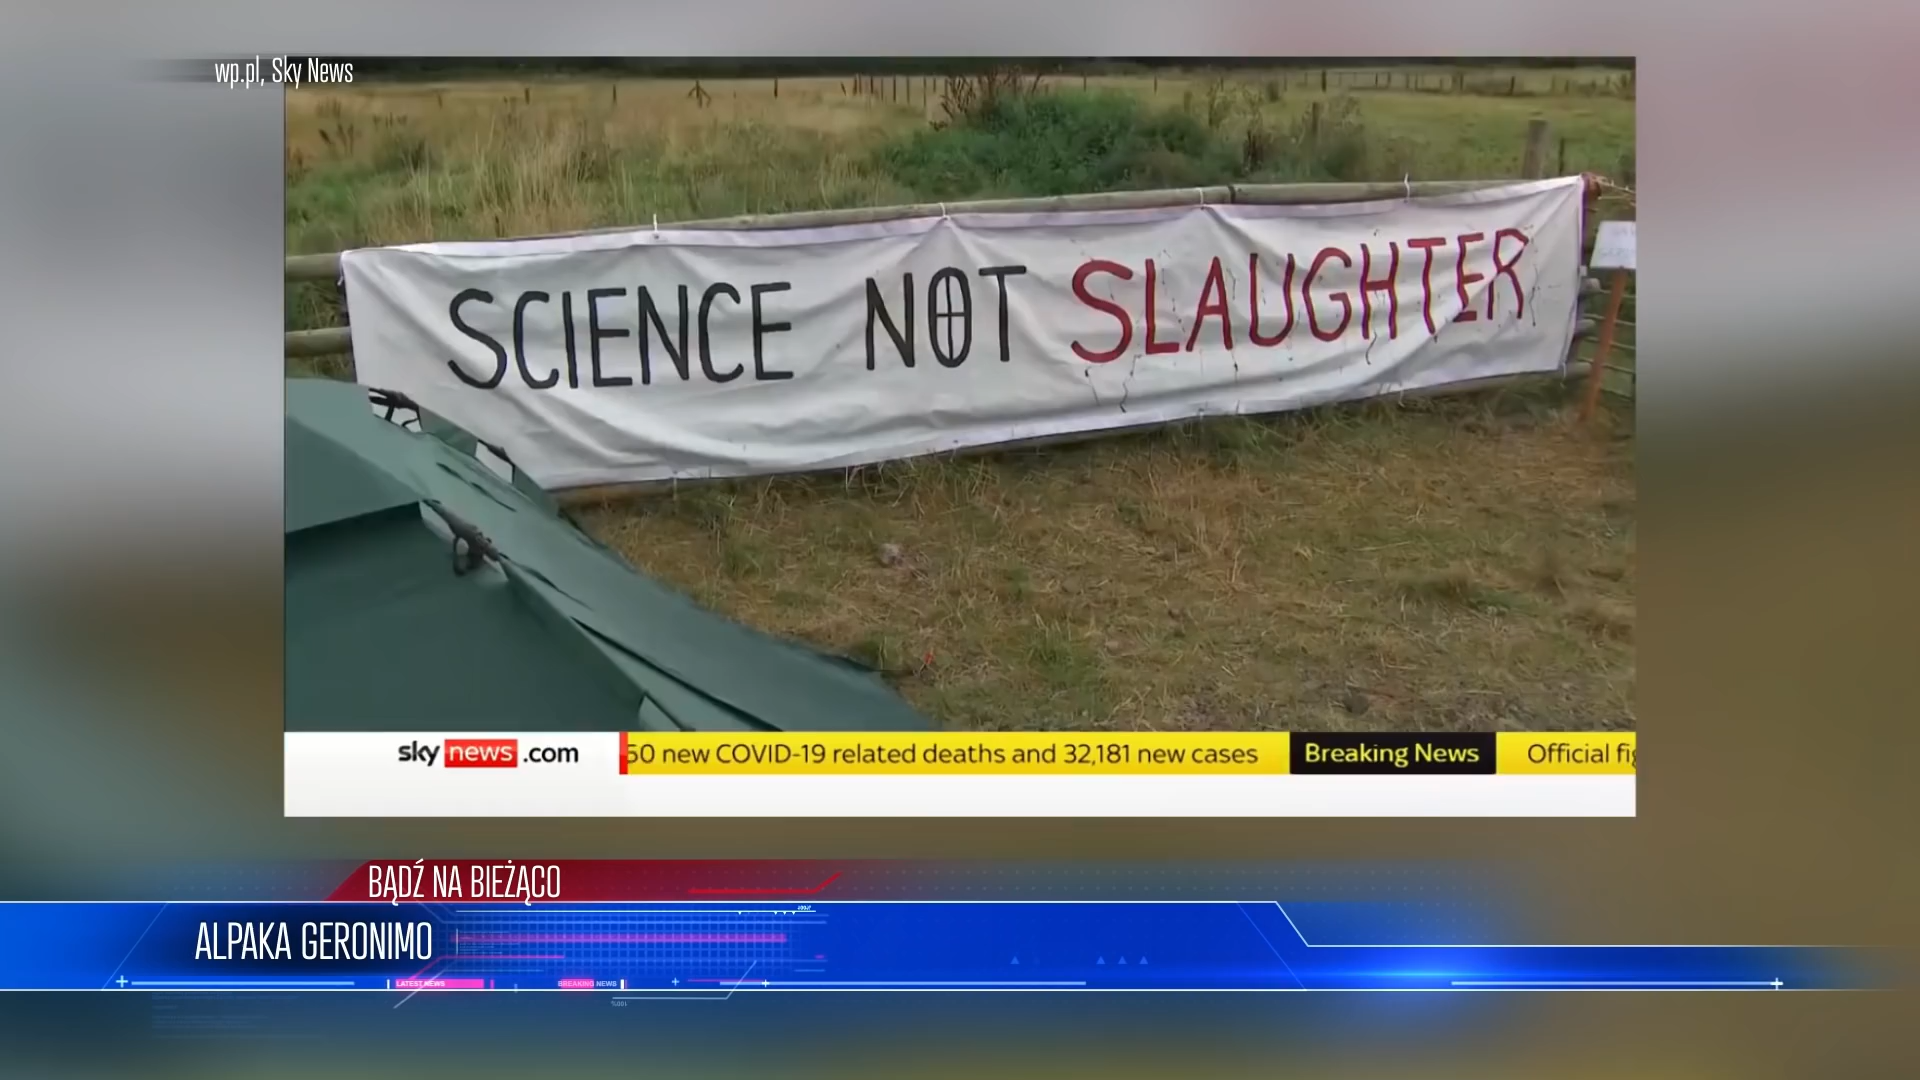 wp.pl, Sky News
SCIENCE NOT SLAUGHTER
sky news.com
50 new COVID-19 related deaths and 32,181 new cases Breaking News Official
BĄDŹ NA BIEŻĄCO
ALPAKA GERONIMO
LATEST NEWS BREAKING NEWS